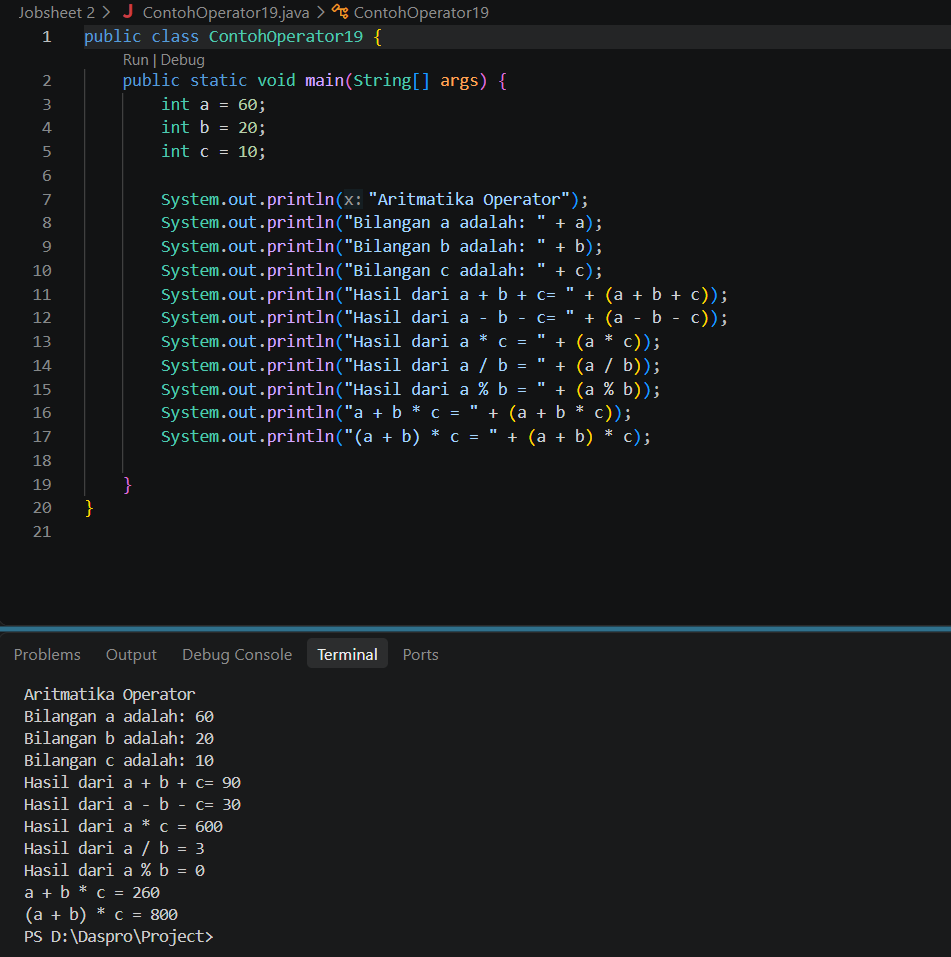 Jobsheet 2 > J ContohOperator19.java > ContohOperator19
1 public class ContohOperator19 {
Run | Debug
2 public static void main(String[] args) {
3 int a = 60;
4 int b = 20;
5 int c = 10;
6
7 System.out.println(x: "Aritmatika Operator");
8 System.out.println("Bilangan a adalah: " + a);
9 System.out.println("Bilangan b adalah: " + b);
10 System.out.println("Bilangan c adalah: " + c);
11 System.out.println("Hasil dari a + b + c= " + (a + b + c));
12 System.out.println("Hasil dari a - b - c= " + (a - b - c));
13 System.out.println("Hasil dari a * c = " + (a * c));
14 System.out.println("Hasil dari a / b = " + (a / b));
15 System.out.println("Hasil dari a % b = " + (a % b));
16 System.out.println("a + b * c = " + (a + b * c));
17 System.out.println("(a + b) * c = " + (a + b) * c);
18
19 }
20 }
21
Problems Output Debug Console Terminal Ports
Aritmatika Operator
Bilangan a adalah: 60
Bilangan b adalah: 20
Bilangan c adalah: 10
Hasil dari a + b + c= 90
Hasil dari a - b - c= 30
Hasil dari a * c = 600
Hasil dari a / b = 3
Hasil dari a % b = 0
a + b * c = 260
(a + b) * c = 800
PS D:\Daspro\Project>